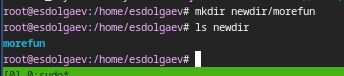 root@esdolgaev:/home/esdolgaev# mkdir newdir/morefun
root@esdolgaev:/home/esdolgaev# ls newdir
morefun
root@esdolgaev:/home/esdolgaev#
[0] 0:sudo*